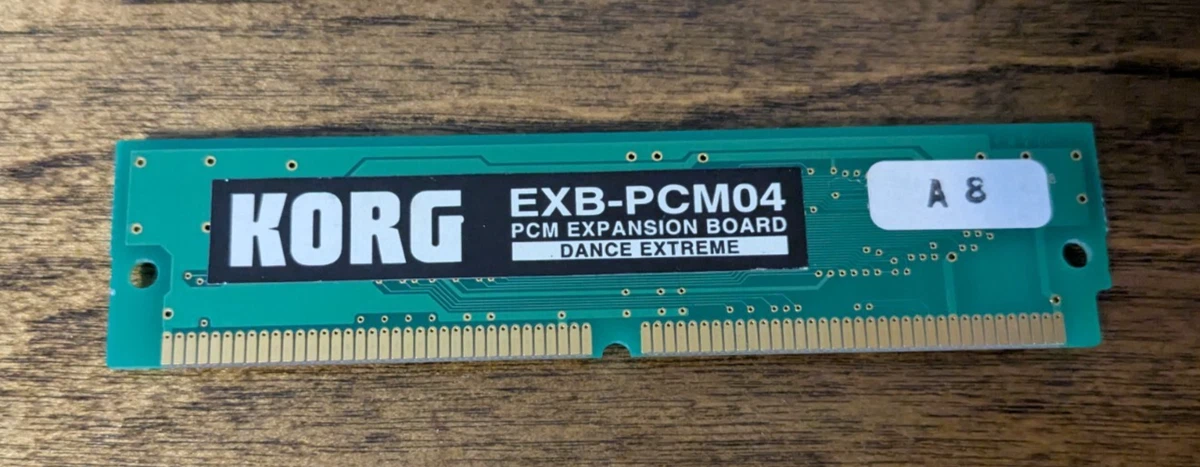 KORG
EXB-PCM04
PCM EXPANSION BOARD
DANCE EXTREME
A 8